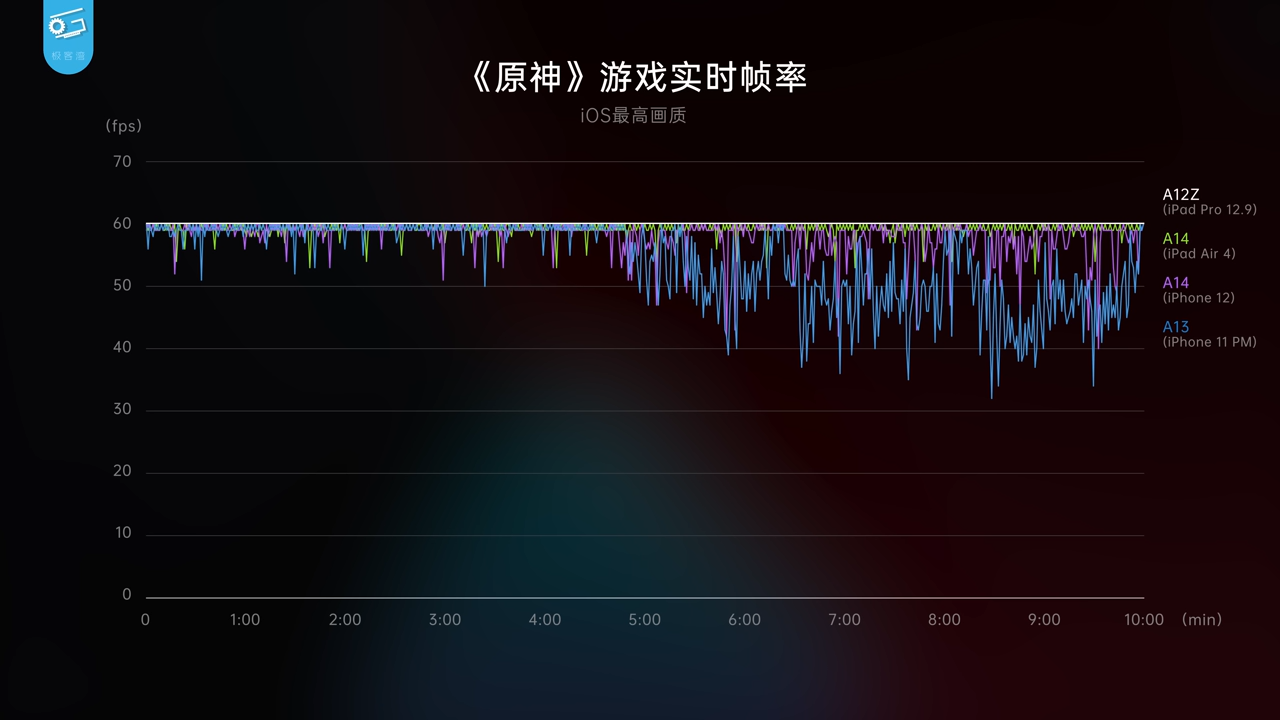 极客湾
《原神》游戏实时帧率
iOS最高画质
(fps)
70
60
50
40
30
20
10
0
0 1:00 2:00 3:00 4:00 5:00 6:00 7:00 8:00 9:00 10:00 (min)
A12Z
(iPad Pro 12.9)
A14
(iPad Air 4)
A14
(iPhone 12)
A13
(iPhone 11 PM)